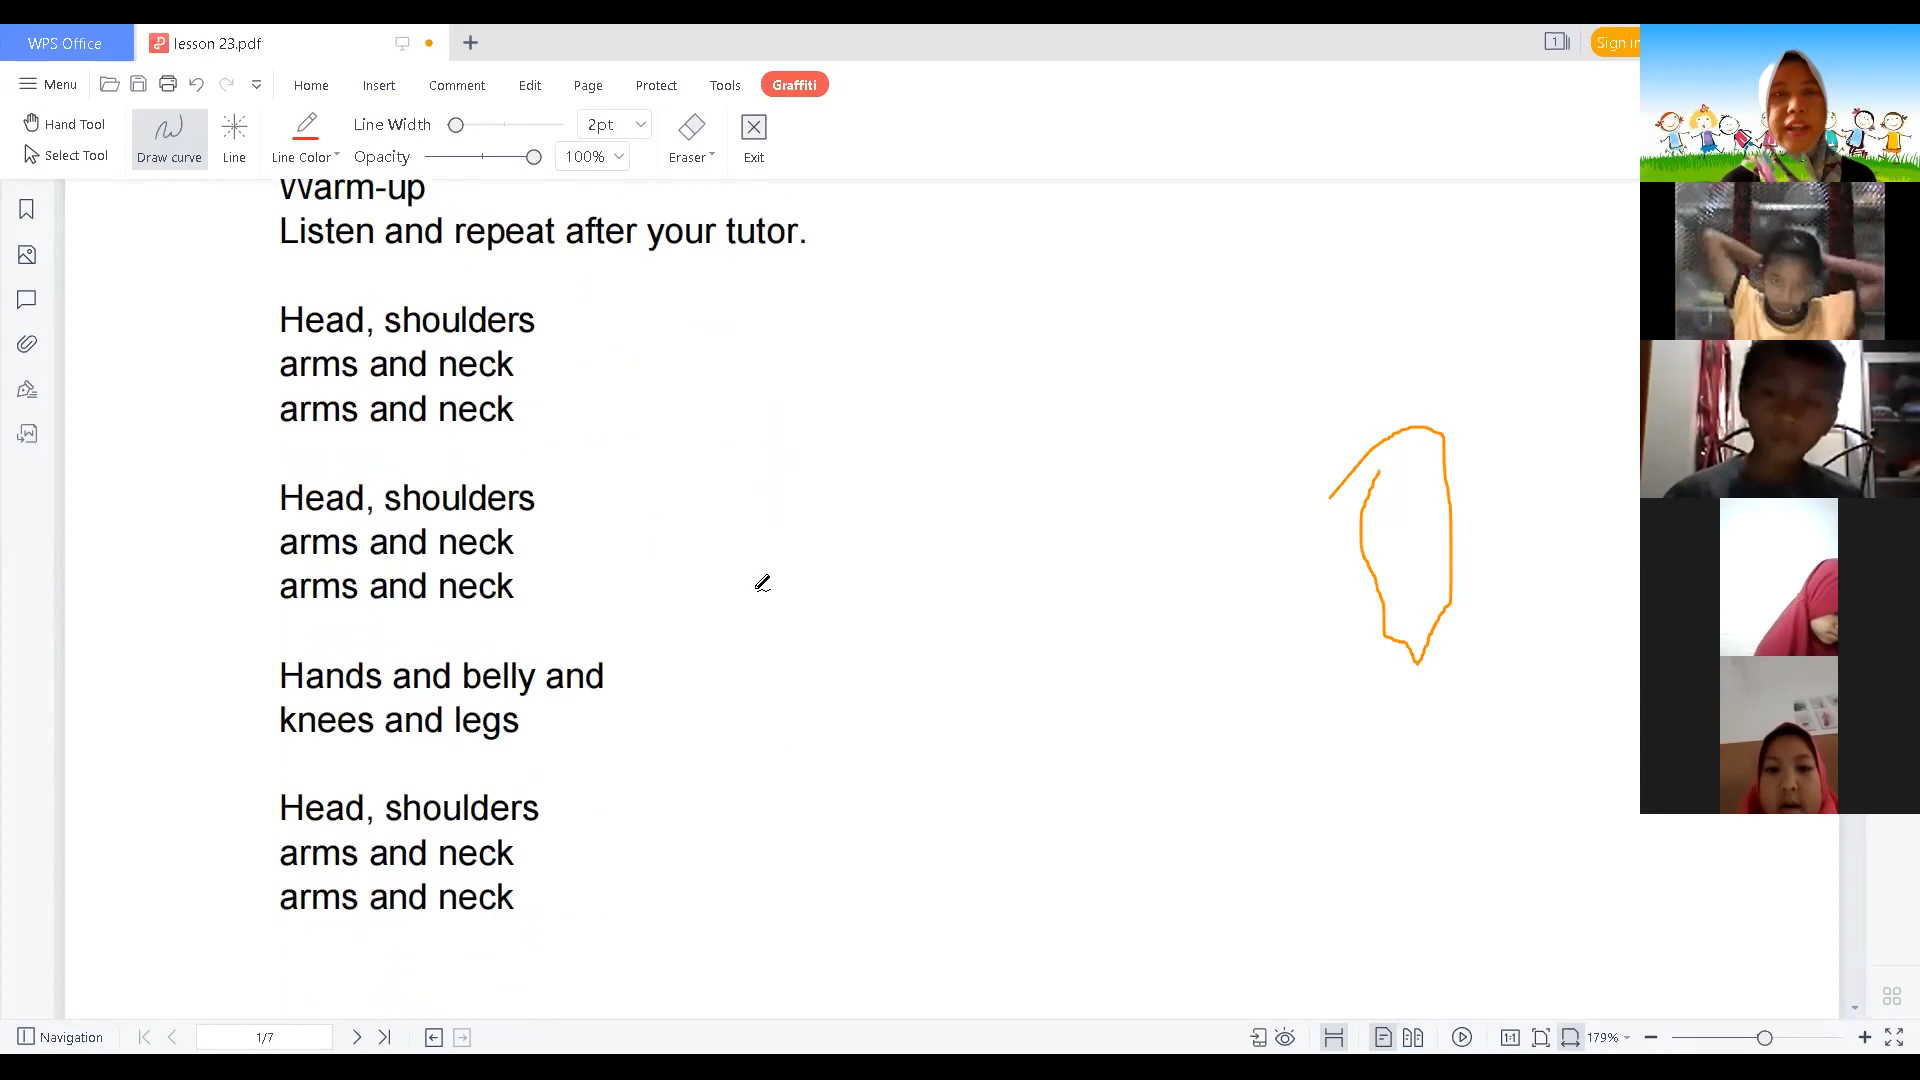 WPS Office
lesson 23.pdf
1
Sign in
Menu
Home
Insert
Comment
Edit
Page
Protect
Tools
Graffiti
Hand Tool
Select Tool
Draw curve
Line
Line Color
Line Width
2pt
Opacity
100%
Eraser
Exit
Warm-up
Listen and repeat after your tutor.
Head, shoulders
arms and neck
arms and neck
Head, shoulders
arms and neck
arms and neck
Hands and belly and
knees and legs
Head, shoulders
arms and neck
arms and neck
Navigation
1/7
1:1
179%